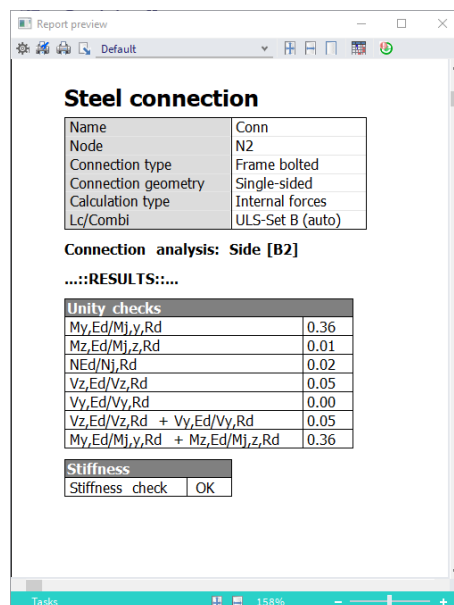 Report preview
Default
Steel connection
Name Conn
Node N2
Connection type Frame bolted
Connection geometry Single-sided
Calculation type Internal forces
Lc/Combi ULS-Set B (auto)
Connection analysis: Side [B2]
...::RESULTS::...
Unity checks
My,Ed/Mj,y,Rd 0.36
Mz,Ed/Mj,z,Rd 0.01
NEd/Nj,Rd 0.02
Vz,Ed/Vz,Rd 0.05
Vy,Ed/Vy,Rd 0.00
Vz,Ed/Vz,Rd + Vy,Ed/Vy,Rd 0.05
My,Ed/Mj,y,Rd + Mz,Ed/Mj,z,Rd 0.36
Stiffness
Stiffness check OK
Tasks 158%